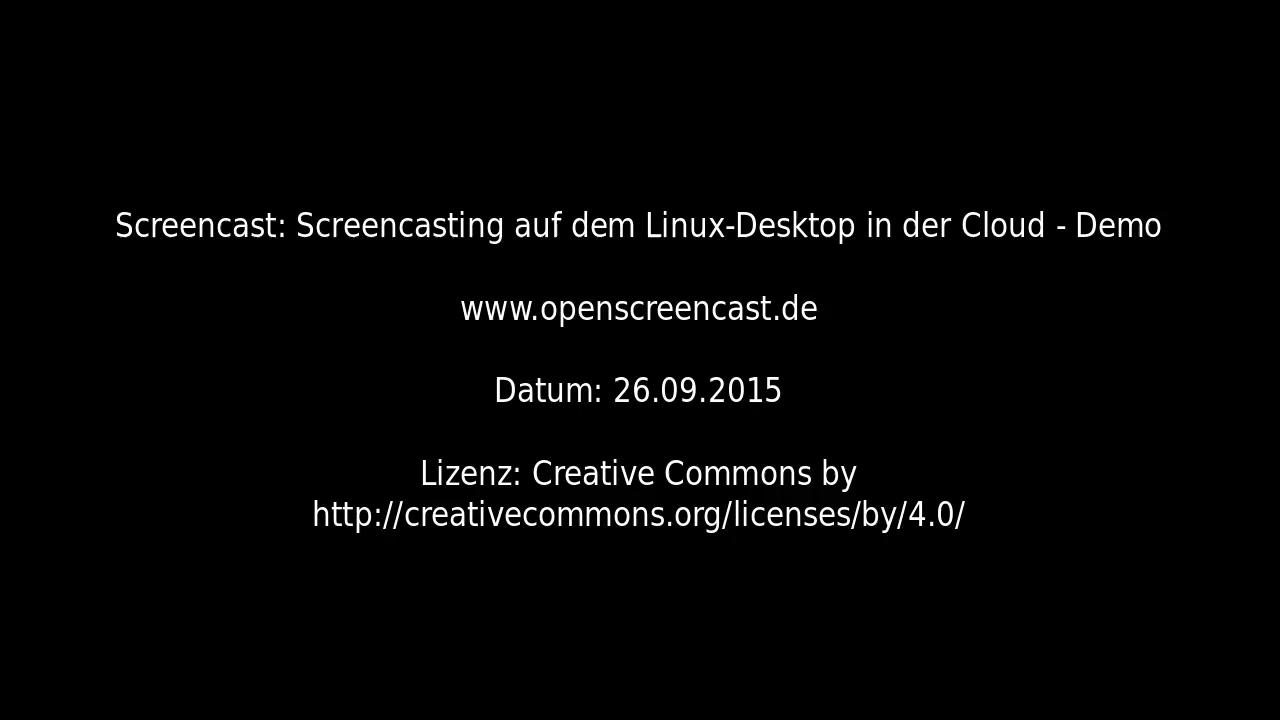 Screencast: Screencasting auf dem Linux-Desktop in der Cloud - Demo
www.openscreencast.de
Datum: 26.09.2015
Lizenz: Creative Commons by
http://creativecommons.org/licenses/by/4.0/